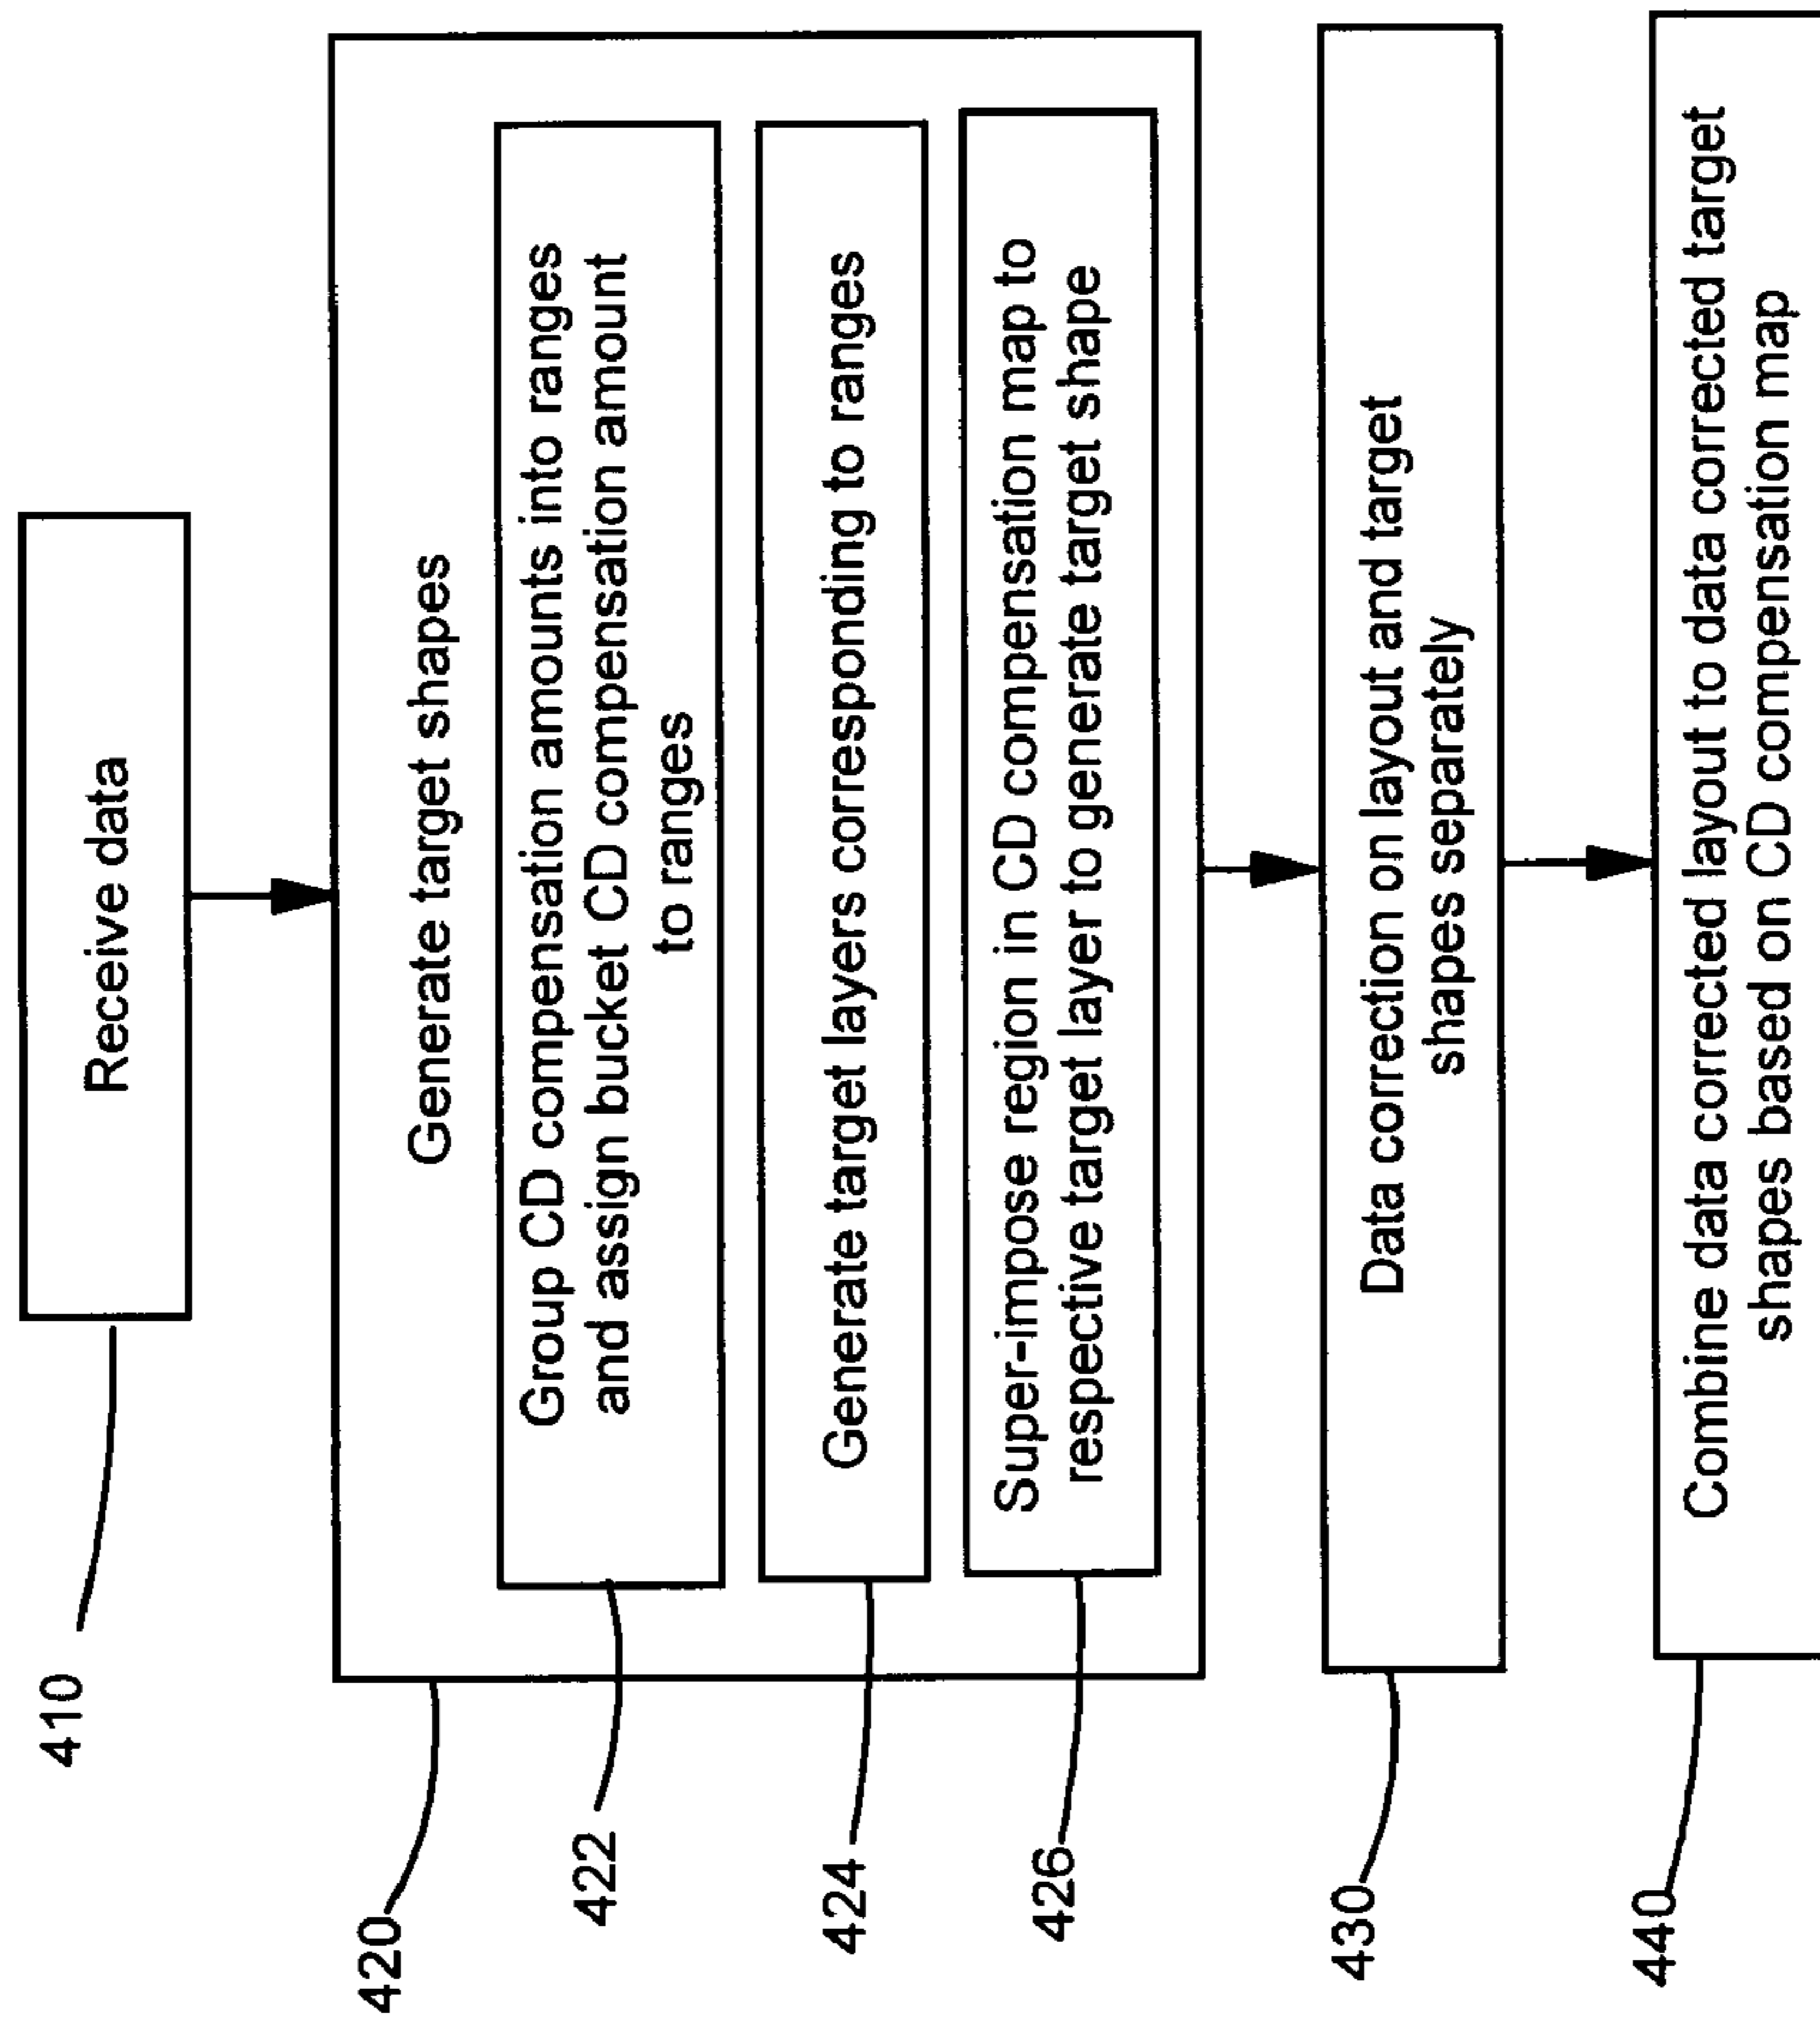 410
Receive data
420
Generate target shapes
422
Group CD compensation amounts into ranges
and assign bucket CD compensation amount
to ranges
424
Generate target layers corresponding to ranges
426
Super-impose region in CD compensation map to
respective target layer to generate target shape
430
Data correction on layout and target
shapes separately
440
Combine data corrected layout to data corrected target
shapes based on CD compensation map